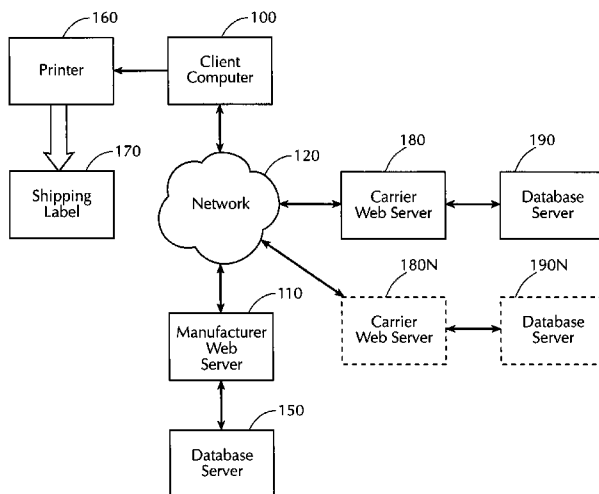 160
100
Printer
Client
Computer
170
120
180
190
Shipping
Label
Network
Carrier
Web Server
Database
Server
110
180N
190N
Manufacturer
Web
Server
Carrier
Web Server
Database
Server
150
Database
Server